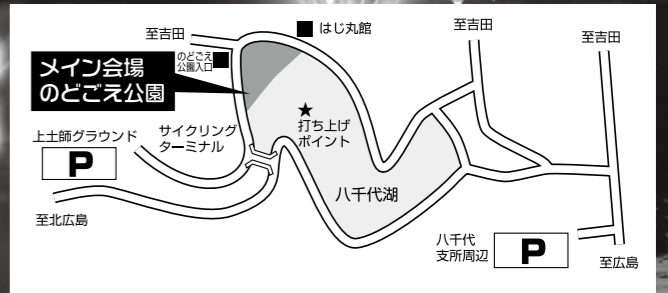 至吉田
はじ丸館
至吉田
至吉田
のどごえ
公園入口
メイン会場
のどごえ公園
打ち上げ
ポイント
上土師グラウンド
P
サイクリング
ターミナル
八千代湖
至北広島
八千代
支所周辺
P
至広島